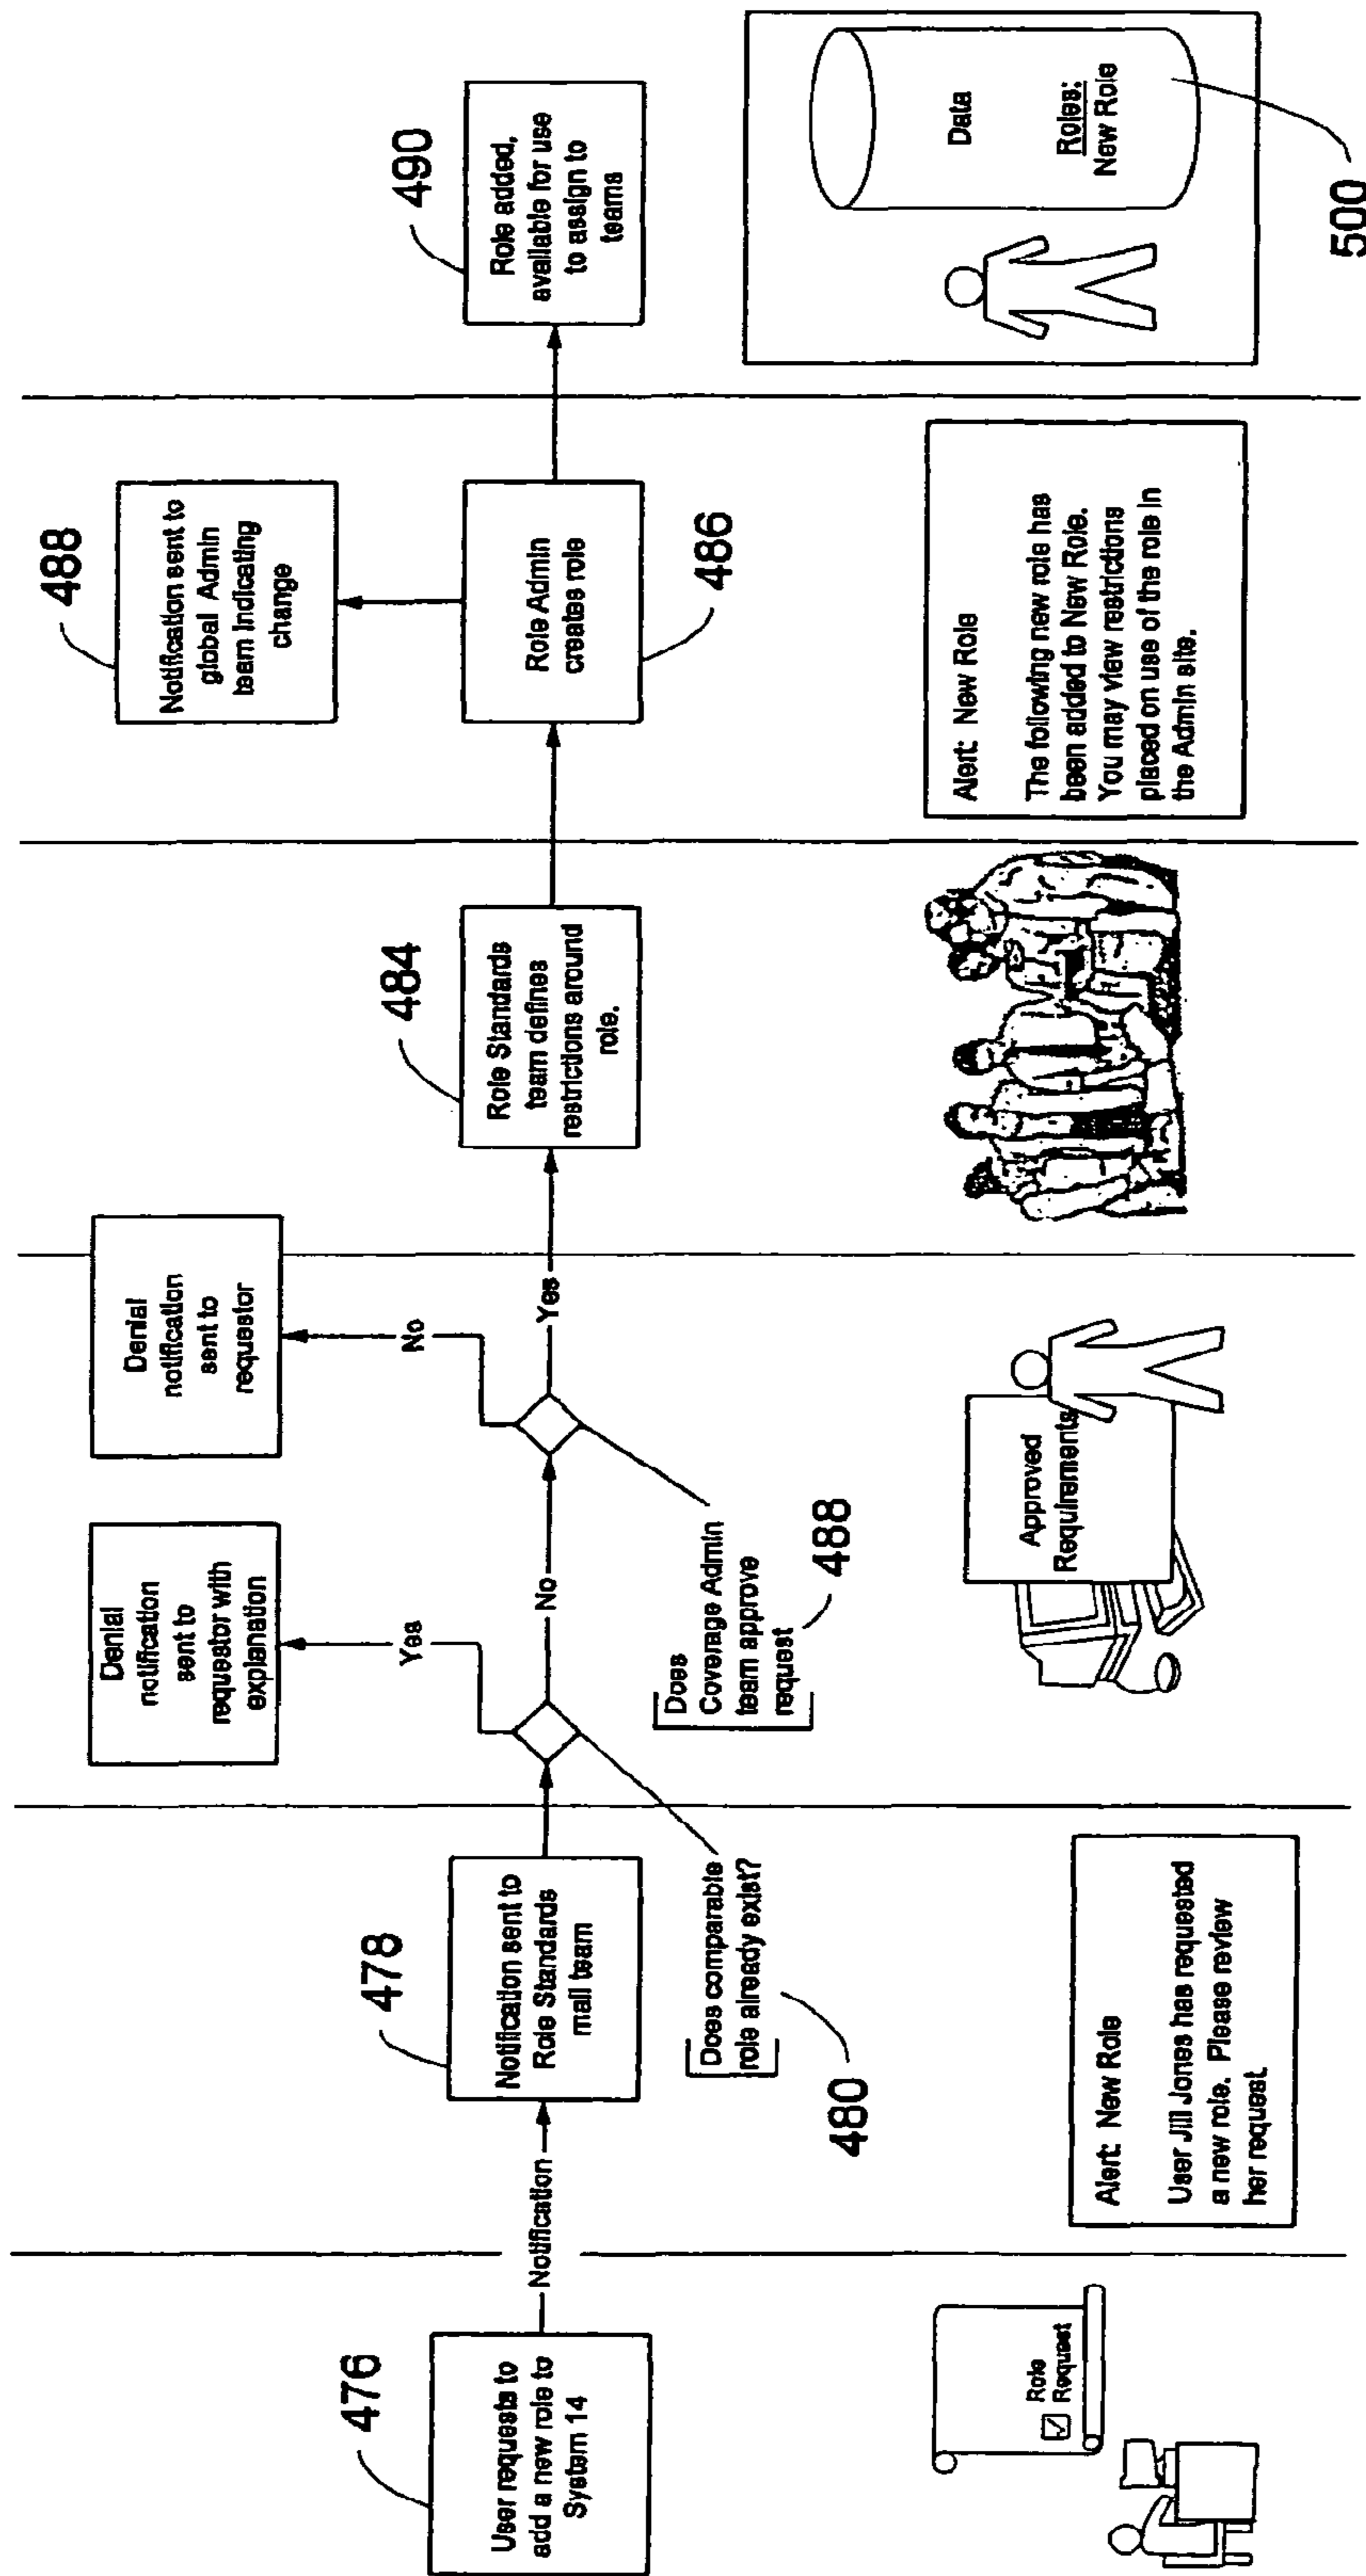 476
User requests to
add a new role to
System 14
Notification
478
Notification sent to
Role Standards
mail team
Does comparable
role already exist?
480
Yes
Denial
notification
sent to
requestor with
explanation
No
Does
Coverage Admin
team approve
request
488
No
Denial
notification
sent to
requestor
Yes
484
Role Standards
team defines
restrictions around
role.
Role Admin
creates role
486
488
Notification sent to
global Admin
team indicating
change
490
Role added,
available for use
to assign to
teams
Role
Request
Alert: New Role
User Jill Jones has requested
a new role. Please review
her request
Approved
Requirements
Alert: New Role
The following new role has
been added to New Role.
You may view restrictions
placed on use of the role in
the Admin site.
Data
Roles:
New Role
500